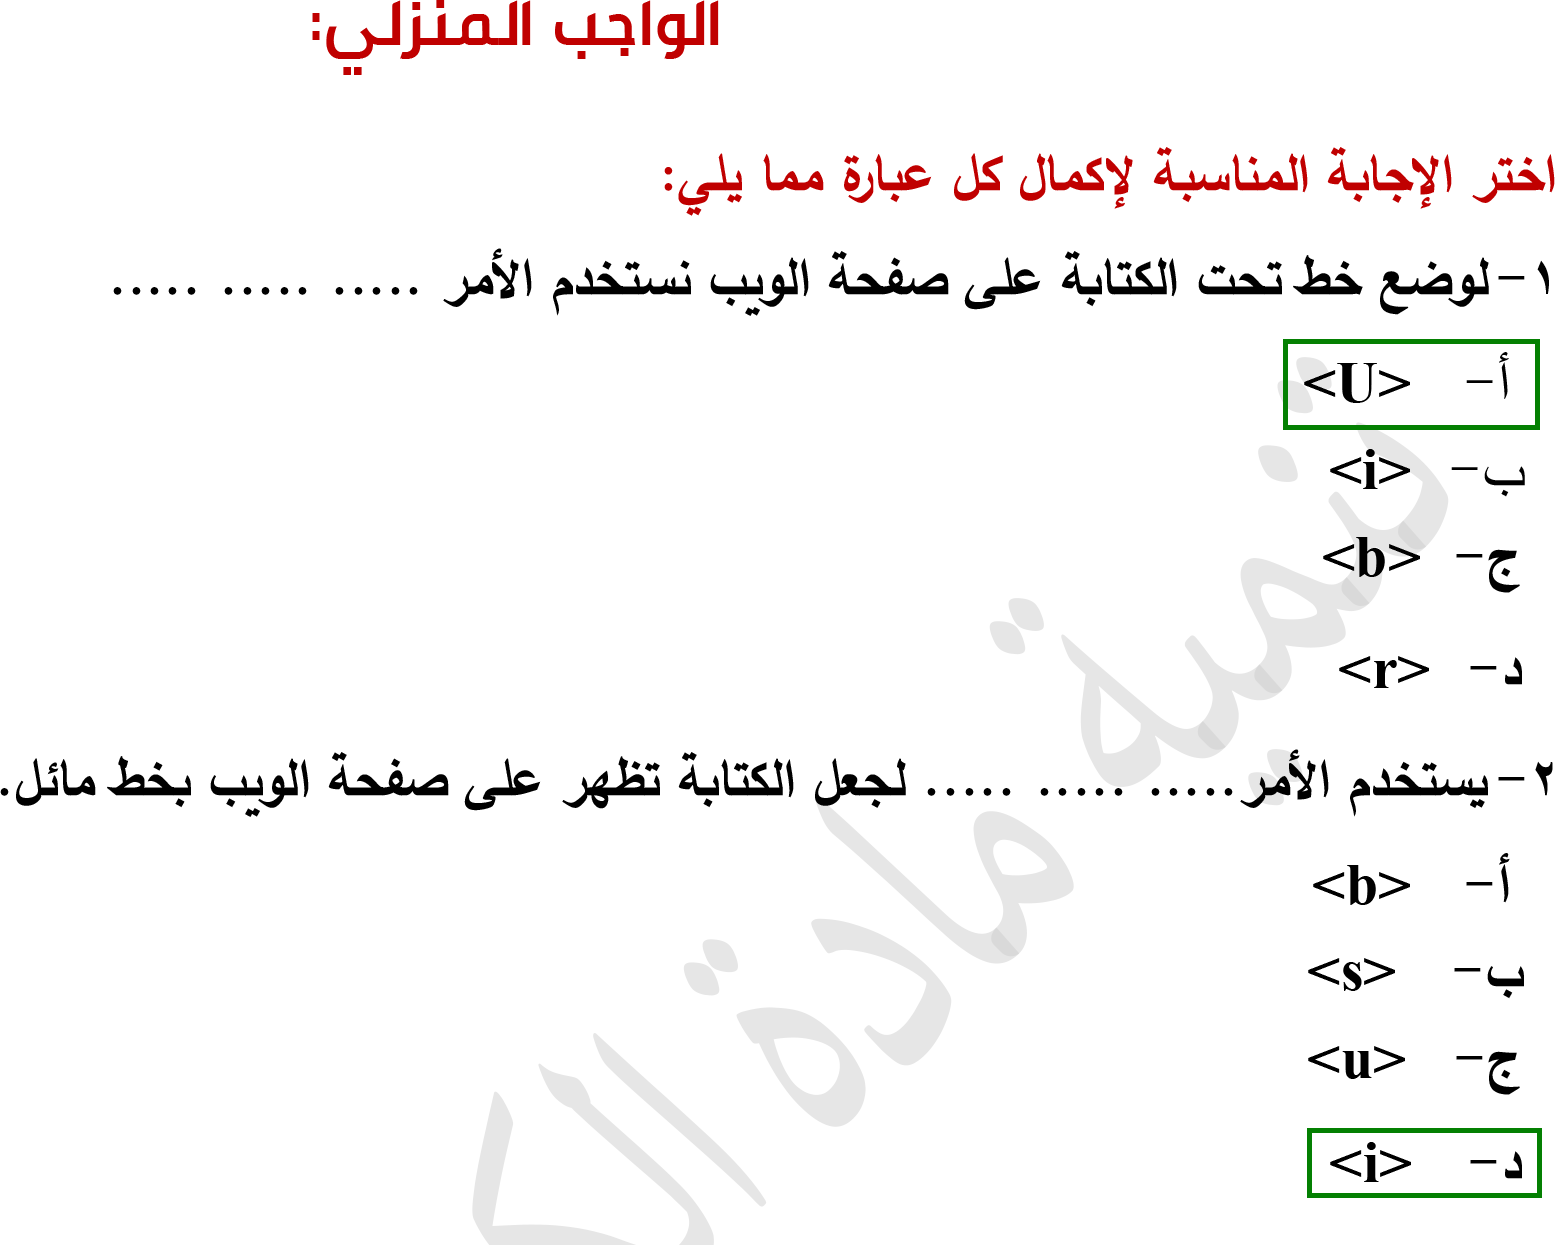 الواجب المنزلي:
اختر الإجابة المناسبة لإكمال كل عبارة مما يلي:
١- لوضع خط تحت الكتابة على صفحة الويب نستخدم الأمر ..... ..... .....
أ- <U>
ب- <i>
ج- <b>
د- <r>
٢- يستخدم الأمر..... ..... ..... لجعل الكتابة تظهر على صفحة الويب بخط مائل.
أ- <b>
ب- <s>
ج- <u>
د- <i>
تنمية مادة